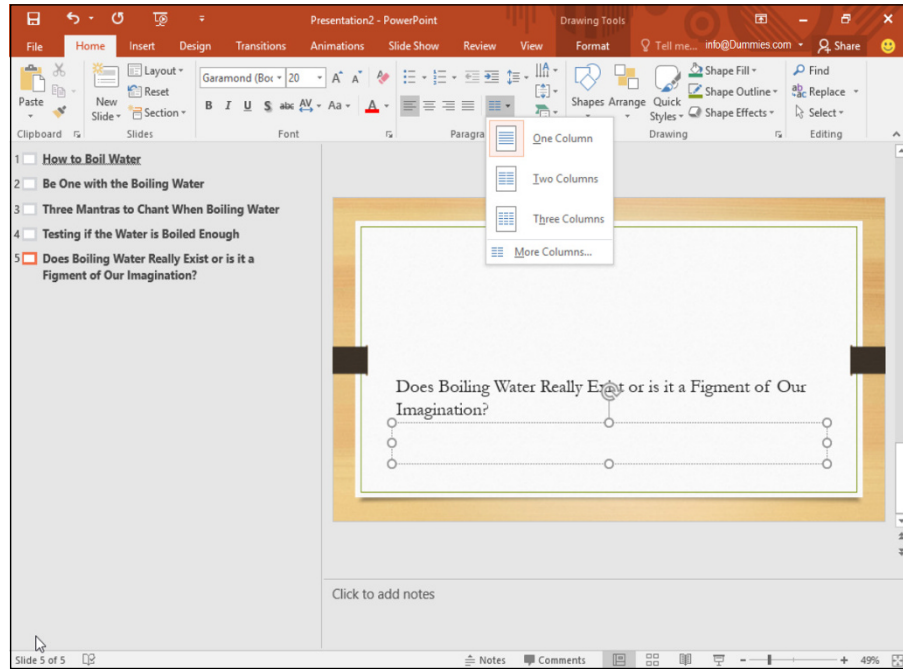 Presentation2 - PowerPoint
Drawing Tools
File Home Insert Design Transitions Animations Slide Show Review View Format Tell me... info@Dummies.com Share
Paste
New Slide
Layout
Reset
Section
Garamond (Boc 20
A A
B I U S abc AV Aa A
Shapes Arrange Quick Styles
Shape Fill
Shape Outline
Shape Effects
Find
Replace
Select
Clipboard Slides Font Paragra Drawing Editing
One Column
Two Columns
Three Columns
More Columns...
1 How to Boil Water
2 Be One with the Boiling Water
3 Three Mantras to Chant When Boiling Water
4 Testing if the Water is Boiled Enough
5 Does Boiling Water Really Exist or is it a
Figment of Our Imagination?
Does Boiling Water Really Exist or is it a Figment of Our
Imagination?
Click to add notes
Slide 5 of 5 Notes Comments 49%